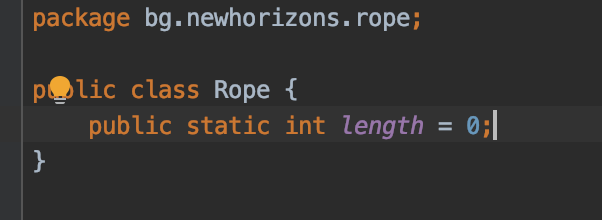 package bg.newhorizons.rope;
public class Rope {
    public static int length = 0;
}